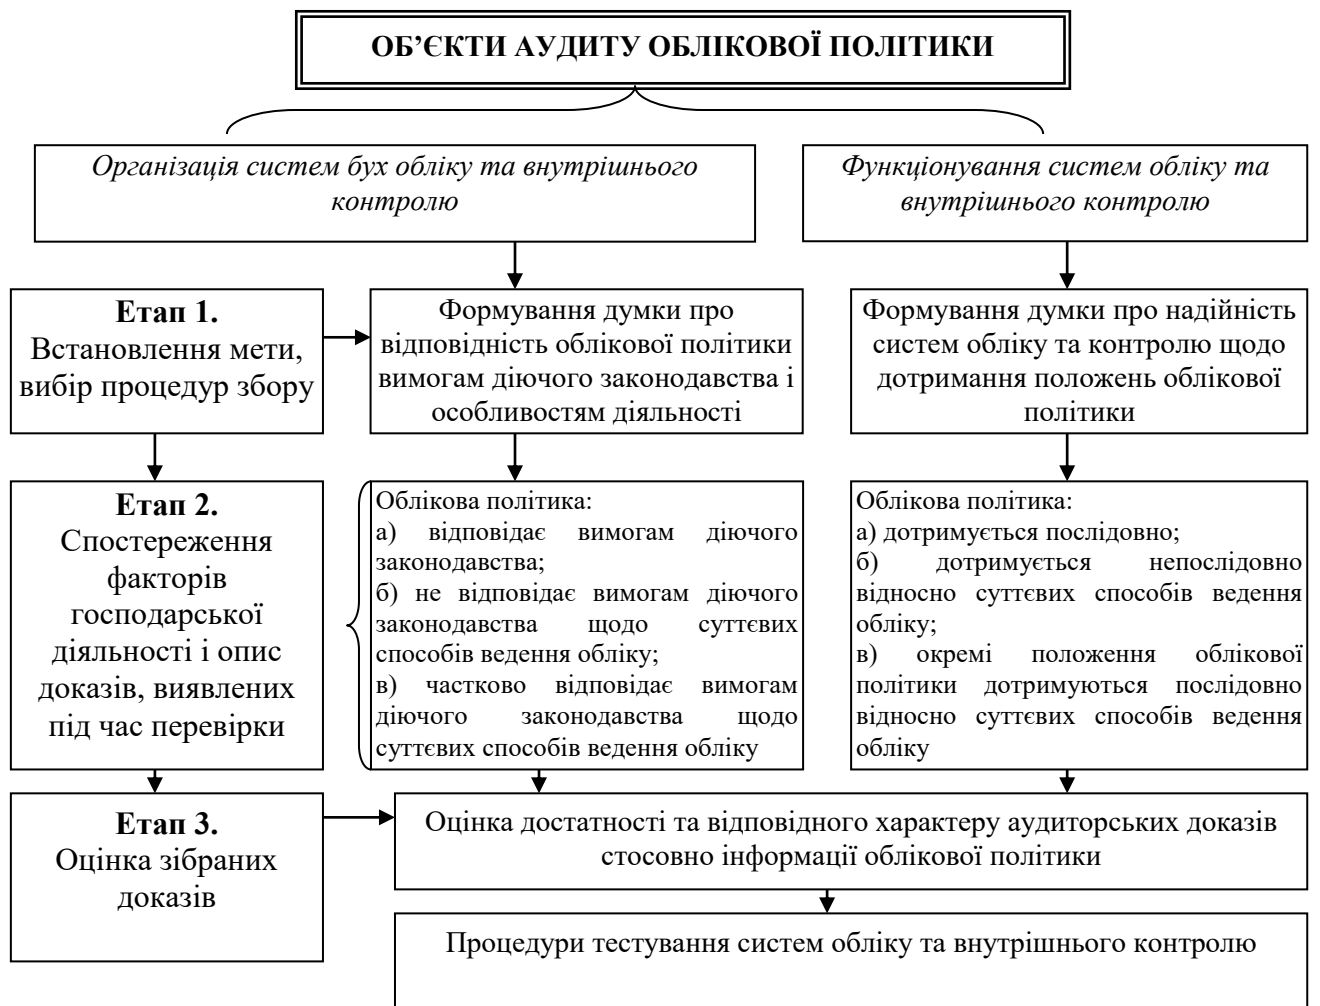 ОБ’ЄКТИ АУДИТУ ОБЛІКОВОЇ ПОЛІТИКИ
Організація систем бух обліку та внутрішнього
контролю
Функціонування систем обліку та
внутрішнього контролю
Етап 1.
Встановлення мети,
вибір процедур збору
Формування думки про
відповідність облікової політики
вимогам діючого законодавства і
особливостям діяльності
Формування думки про надійність
систем обліку та контролю щодо
дотримання положень облікової
політики
Етап 2.
Спостереження
факторів
господарської
діяльності і опис
доказів, виявлених
під час перевірки
Облікова політика:
а) відповідає вимогам діючого
законодавства;
б) не відповідає вимогам діючого
законодавства щодо суттєвих
способів ведення обліку;
в) частково відповідає вимогам
діючого законодавства щодо
суттєвих способів ведення обліку
Облікова політика:
а) дотримується послідовно;
б) дотримується непослідовно
відносно суттєвих способів ведення
обліку;
в) окремі положення облікової
політики дотримуються послідовно
відносно суттєвих способів ведення
обліку
Етап 3.
Оцінка зібраних
доказів
Оцінка достатності та відповідного характеру аудиторських доказів
стосовно інформації облікової політики
Процедури тестування систем обліку та внутрішнього контролю